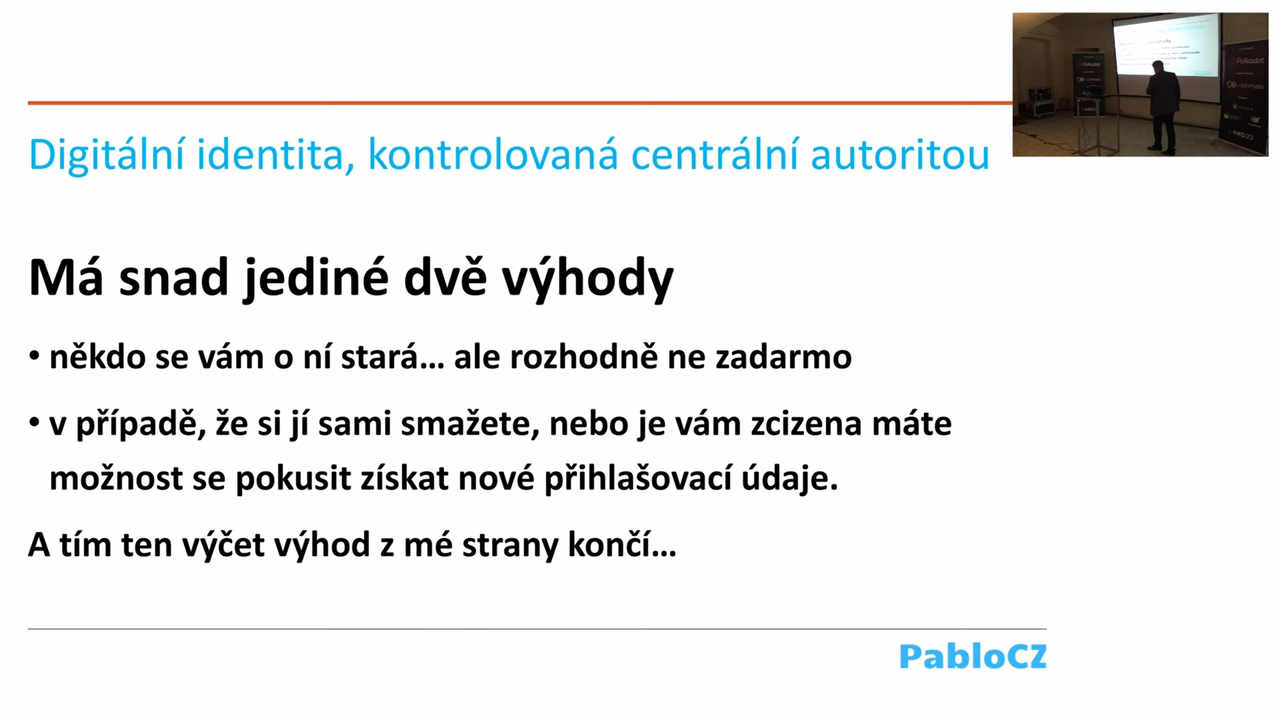 Digitální identita, kontrolovaná centrální autoritou
Má snad jediné dvě výhody
• někdo se vám o ní stará... ale rozhodně ne zadarmo
• v případě, že si jí sami smažete, nebo je vám zcizena máte
možnost se pokusit získat nové přihlašovací údaje.
A tím ten výčet výhod z mé strany končí...
PabloCZ
Polkadot